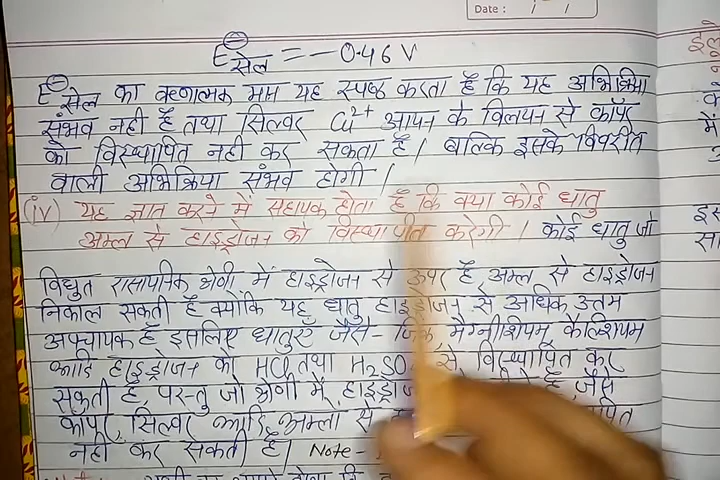 Date : / /
E⊖सेल = – 0.46 V
E⊖सेल का ऋणात्मक मान यह स्पष्ट करता है कि यह अभिक्रिया
संभव नही है तथा सिल्वर Cu²⁺ आयन के विलयन से कॉपर
को विस्थापित नही कर सकता है। बल्कि इसके विपरीत
वाली अभिक्रिया संभव होगी।
(iv) यह ज्ञात करने में सहायक होता है कि क्या कोई धातु
अम्ल से हाइड्रोजन को विस्थापीत करेगी। कोई धातु जो
विधुत रासायनिक श्रेणी में हाइड्रोजन से ऊपर है अम्ल से हाइड्रोजन
निकाल सकती है क्योकि यह धातु हाइड्रोजन से अधिक उत्तम
अपचायक है इसलिए धातुएँ जैसे- जिंक, मैग्नीशियम, कैल्शियम
आदि हाइड्रोजन को HCl तथा H₂SO से विस्थापित कर
सकती है, परन्तु जो श्रेणी में, हाइड्रोज है, जैसे
कॉपर, सिल्वर आदि अम्लो से
नही कर सकती है। Note -